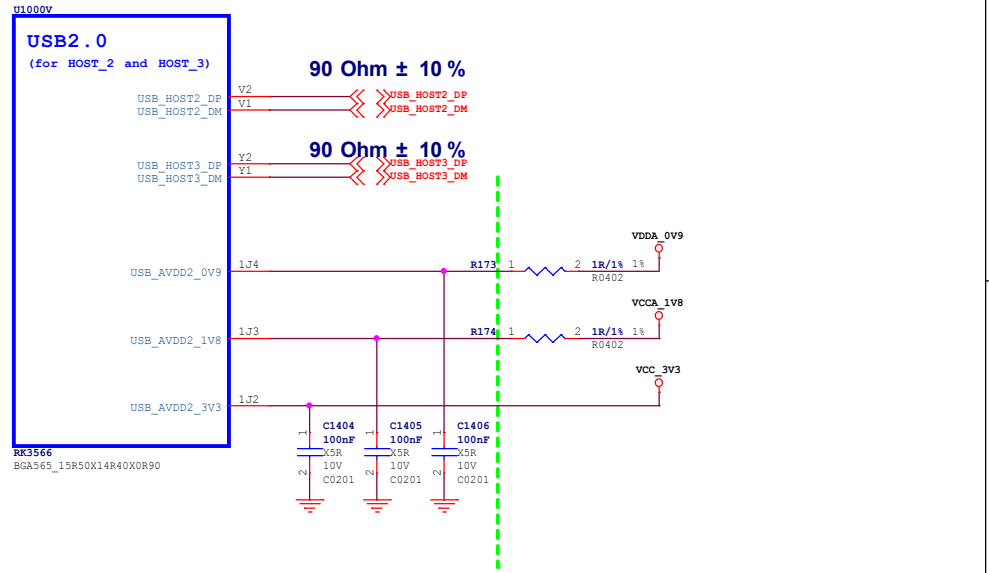 U1000V
USB2.0
(for HOST_2 and HOST_3)
90 Ohm ± 10 %
USB_HOST2_DP V2 USB_HOST2_DP
USB_HOST2_DM V1 USB_HOST2_DM
90 Ohm ± 10 %
USB_HOST3_DP Y2 USB_HOST3_DP
USB_HOST3_DM Y1 USB_HOST3_DM
VDDA_0V9
USB_AVDD2_0V9 1J4 R173 1 2 1R/1% 1%
R0402
VCCA_1V8
USB_AVDD2_1V8 1J3 R174 1 2 1R/1% 1%
R0402
VCC_3V3
USB_AVDD2_3V3 1J2
C1404 C1405 C1406
1 100nF 1 100nF 1 100nF
X5R X5R X5R
2 10V 2 10V 2 10V
C0201 C0201 C0201
RK3566
BGA565_15R50X14R40X0R90